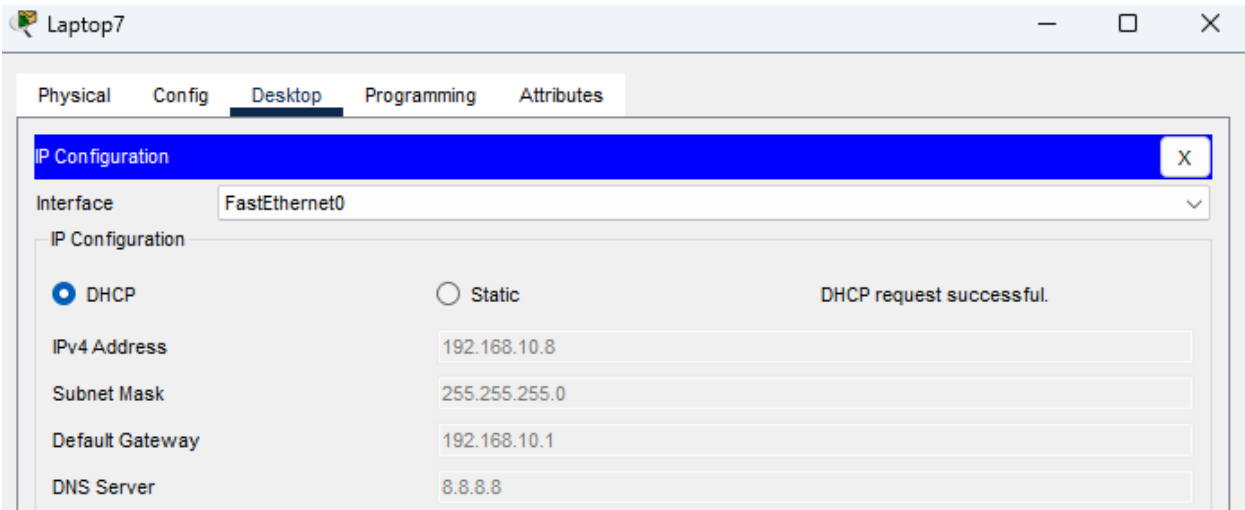 Laptop7
Physical Config Desktop Programming Attributes
IP Configuration X
Interface FastEthernet0
IP Configuration
DHCP Static DHCP request successful.
IPv4 Address 192.168.10.8
Subnet Mask 255.255.255.0
Default Gateway 192.168.10.1
DNS Server 8.8.8.8